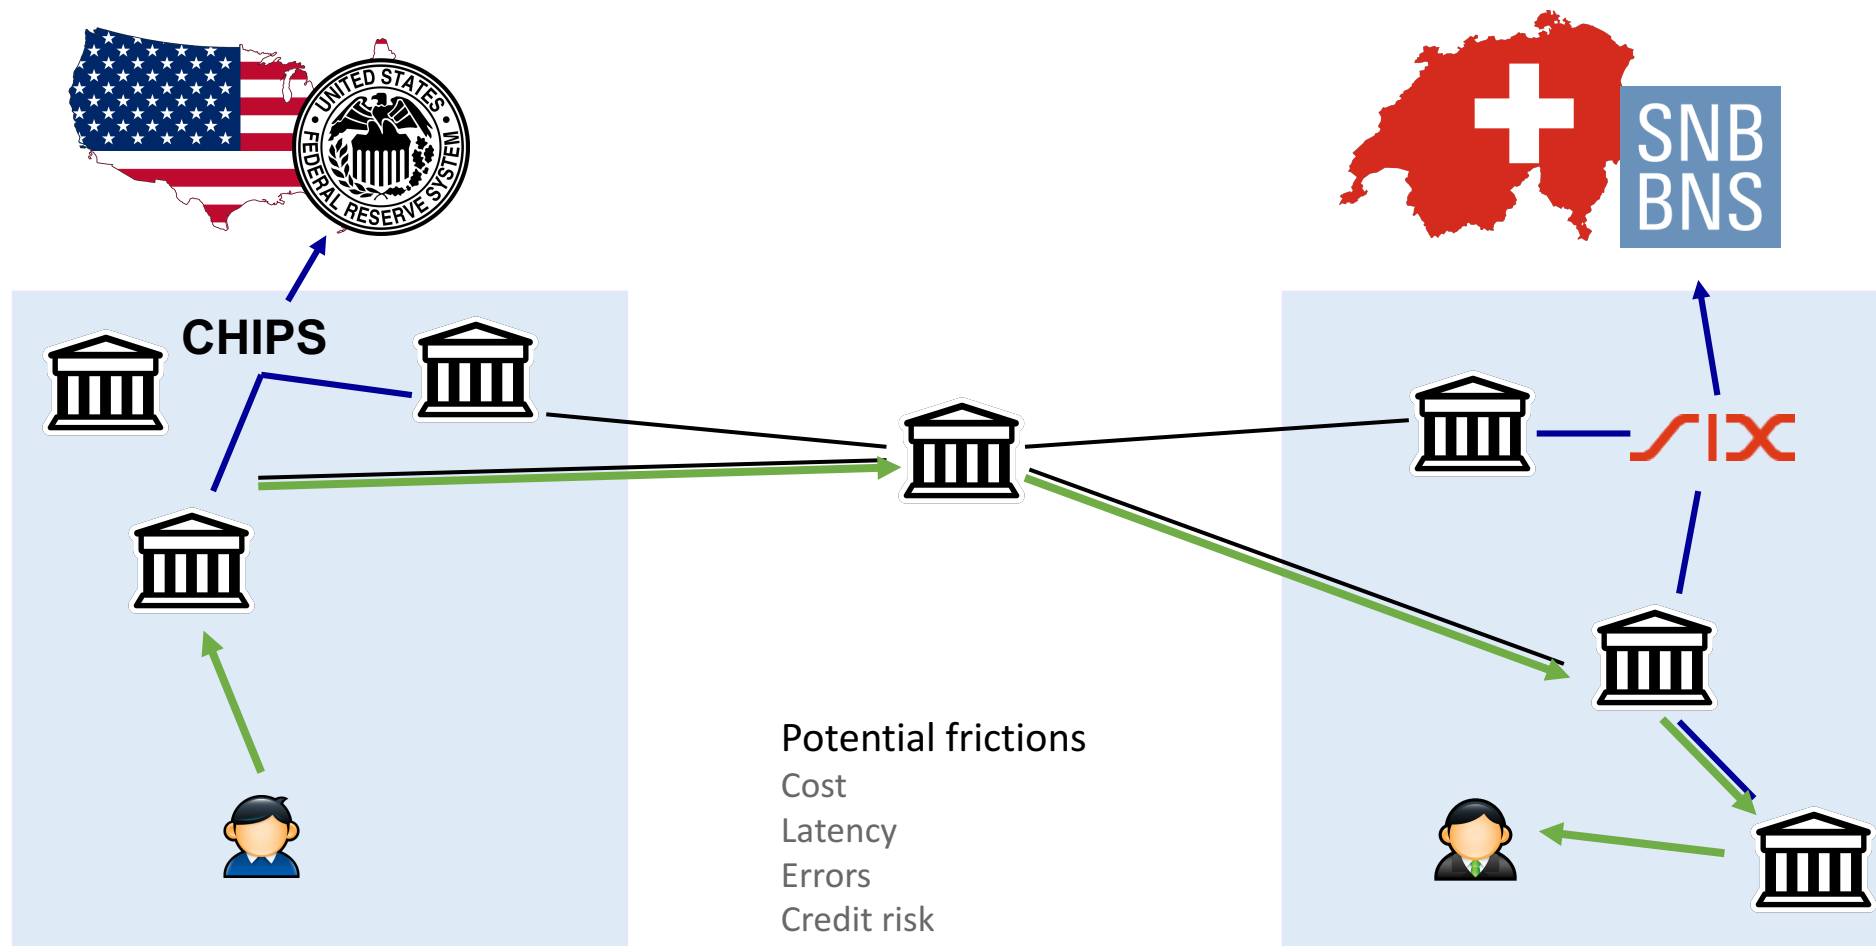 UNITED STATES
FEDERAL RESERVE SYSTEM
SNB
BNS
CHIPS
SIX
Potential frictions
Cost
Latency
Errors
Credit risk